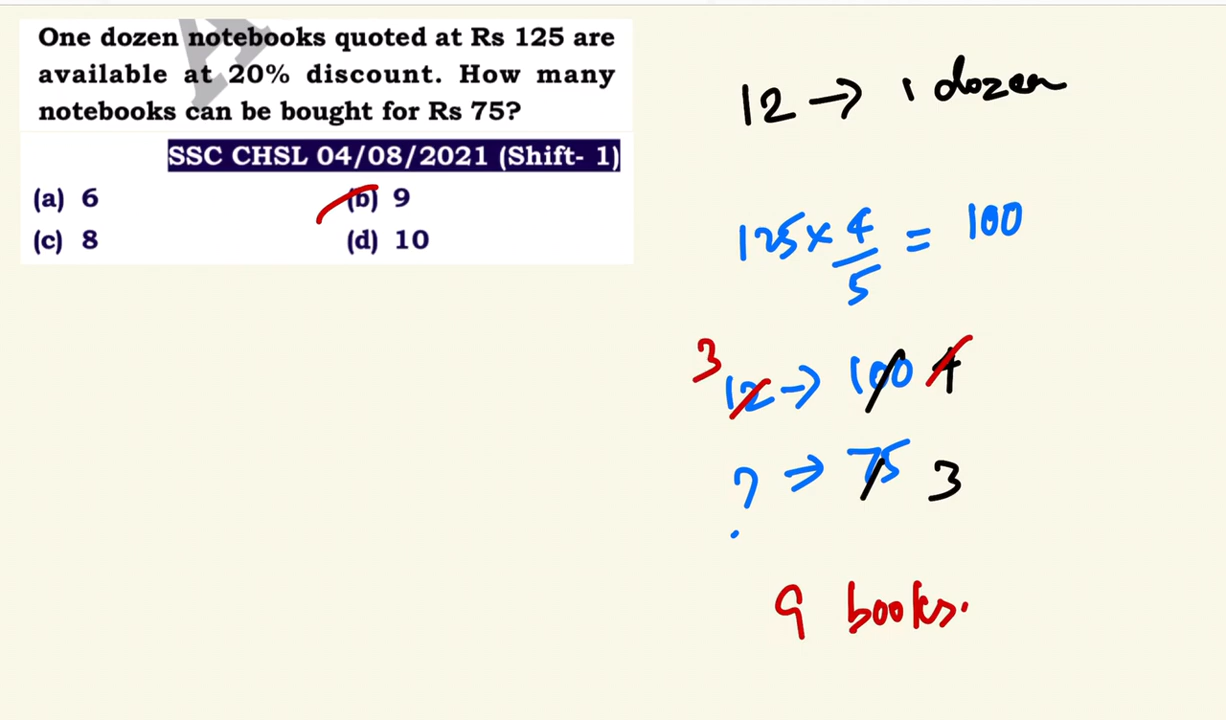 One dozen notebooks quoted at Rs 125 are
available at 20% discount. How many
notebooks can be bought for Rs 75?
SSC CHSL 04/08/2021 (Shift- 1)
(a) 6 (b) 9
(c) 8 (d) 10
12 → 1 dozen
125 × 4/5 = 100
3 12 → 100 4
? → 75 3
9 books.